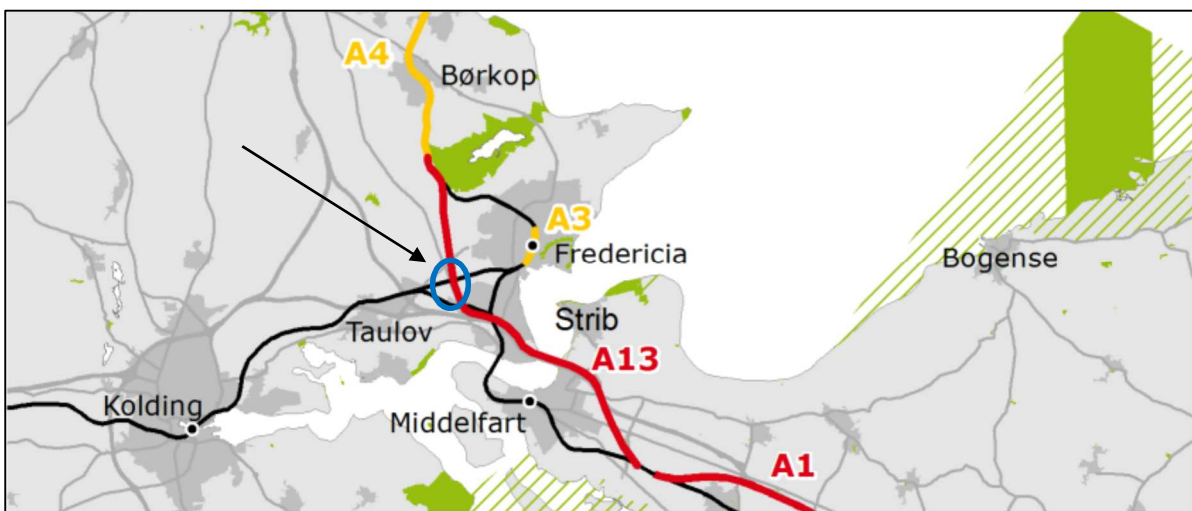 A4
Børkop
A3
Fredericia
Bogense
Strib
Taulov
A13
Kolding
Middelfart
A1